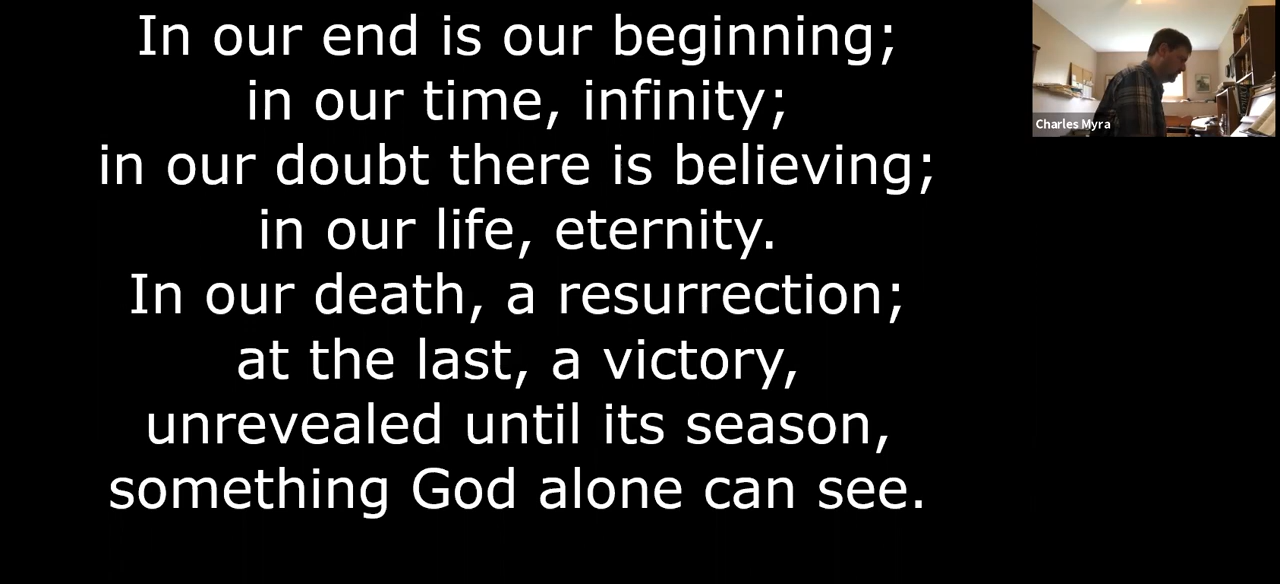 In our end is our beginning;
in our time, infinity;
in our doubt there is believing;
in our life, eternity.
In our death, a resurrection;
at the last, a victory,
unrevealed until its season,
something God alone can see.
Charles Myra